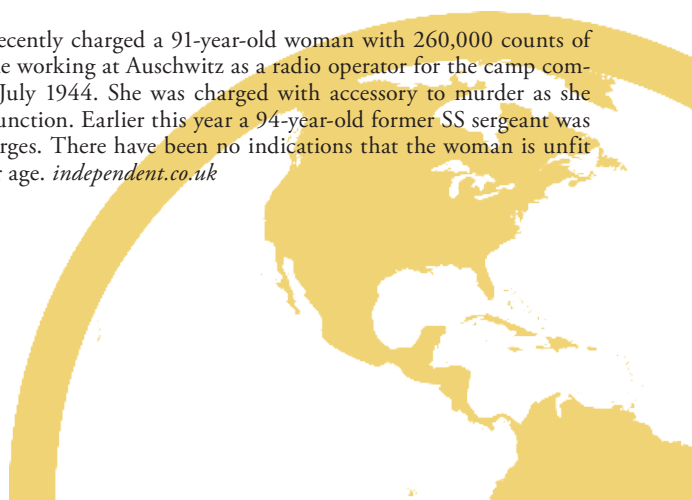 ecently charged a 91-year-old woman with 260,000 counts of
e working at Auschwitz as a radio operator for the camp com-
July 1944. She was charged with accessory to murder as she
unction. Earlier this year a 94-year-old former SS sergeant was
rges. There have been no indications that the woman is unfit
r age. independent.co.uk